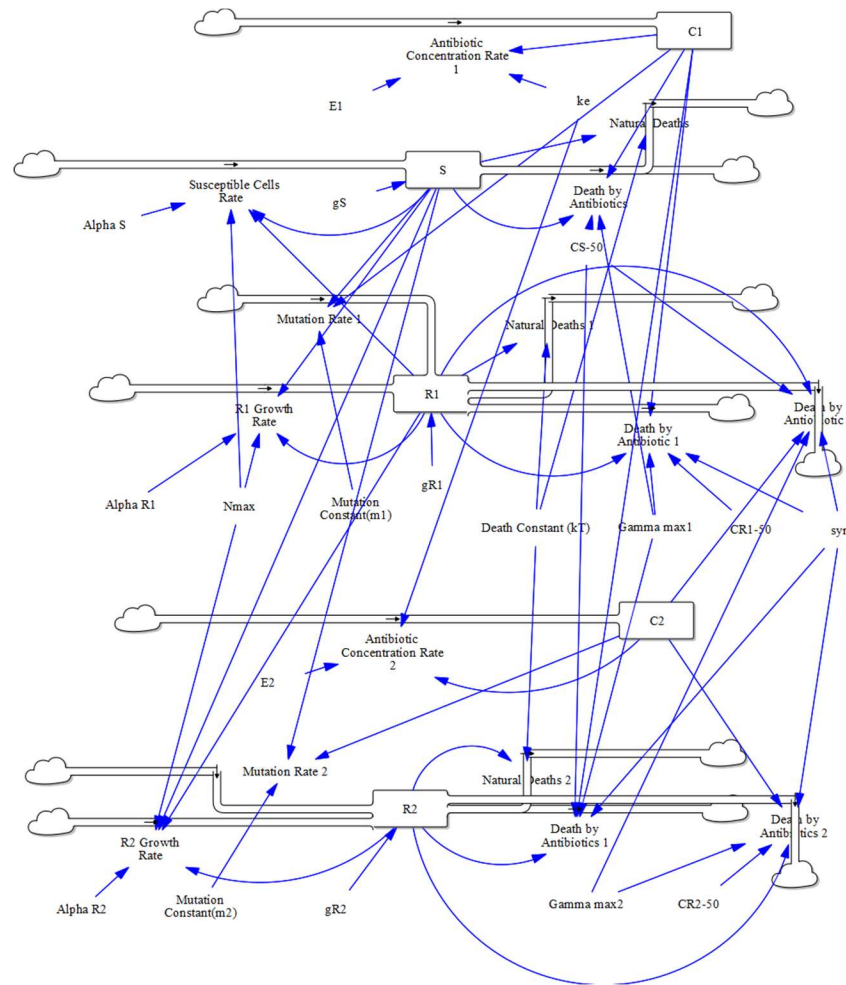 C1
Antibiotic
Concentration Rate
1
E1
ke
Natural Deaths
S
Susceptible Cells
Rate
gS
Death by
Antibiotics
Alpha S
CS-50
Mutation Rate 1
Natural Deaths 1
R1
R1 Growth
Rate
Death by
Antibiotic 1
Death by
Antibiotic
Alpha R1
Nmax
Mutation
Constant(m1)
gR1
Death Constant (kT)
Gamma max1
CR1-50
syn
C2
Antibiotic
Concentration Rate
2
E2
Mutation Rate 2
Natural Deaths 2
R2
R2 Growth
Rate
Death by
Antibiotics 1
Death by
Antibiotics 2
Alpha R2
Mutation
Constant(m2)
gR2
Gamma max2
CR2-50